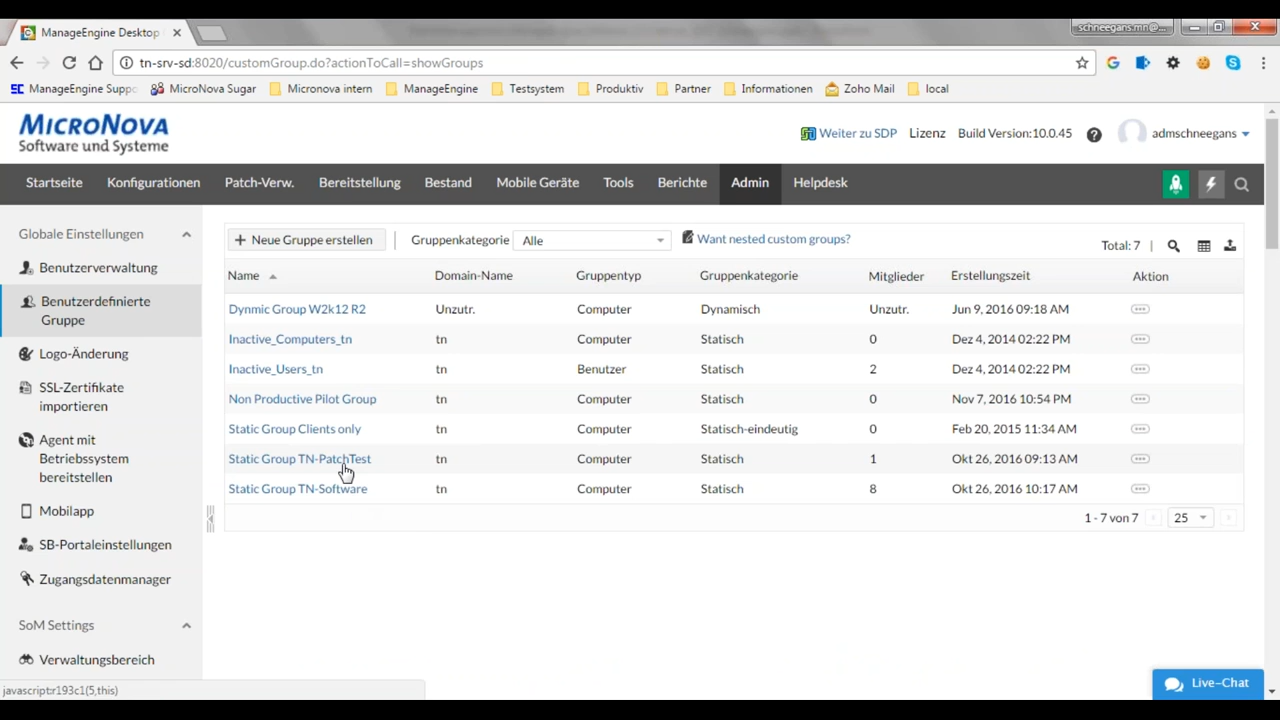 ManageEngine Desktop
schneegans.mn@...
tn-srv-sd:8020/customGroup.do?actionToCall=showGroups
ManageEngine Suppo
MicroNova Sugar
Micronova intern
ManageEngine
Testsystem
Produktiv
Partner
Informationen
Zoho Mail
local
MICRONOVA
Software und Systeme
Weiter zu SDP
Lizenz
Build Version:10.0.45
admschneegans
Startseite
Konfigurationen
Patch-Verw.
Bereitstellung
Bestand
Mobile Geräte
Tools
Berichte
Admin
Helpdesk
Globale Einstellungen
Benutzerverwaltung
Benutzerdefinierte
Gruppe
Logo-Änderung
SSL-Zertifikate
importieren
Agent mit
Betriebssystem
bereitstellen
Mobilapp
SB-Portaleinstellungen
Zugangsdatenmanager
SoM Settings
Verwaltungsbereich
+ Neue Gruppe erstellen
Gruppenkategorie
Alle
Want nested custom groups?
Total: 7
Name Domain-Name Gruppentyp Gruppenkategorie Mitglieder Erstellungszeit Aktion
Dynmic Group W2k12 R2 Unzutr. Computer Dynamisch Unzutr. Jun 9, 2016 09:18 AM
Inactive_Computers_tn tn Computer Statisch 0 Dez 4, 2014 02:22 PM
Inactive_Users_tn tn Benutzer Statisch 2 Dez 4, 2014 02:22 PM
Non Productive Pilot Group tn Computer Statisch 0 Nov 7, 2016 10:54 PM
Static Group Clients only tn Computer Statisch-eindeutig 0 Feb 20, 2015 11:34 AM
Static Group TN-PatchTest tn Computer Statisch 1 Okt 26, 2016 09:13 AM
Static Group TN-Software tn Computer Statisch 8 Okt 26, 2016 10:17 AM
1 - 7 von 7
25
javascript:r193c1(5,this)
Live-Chat